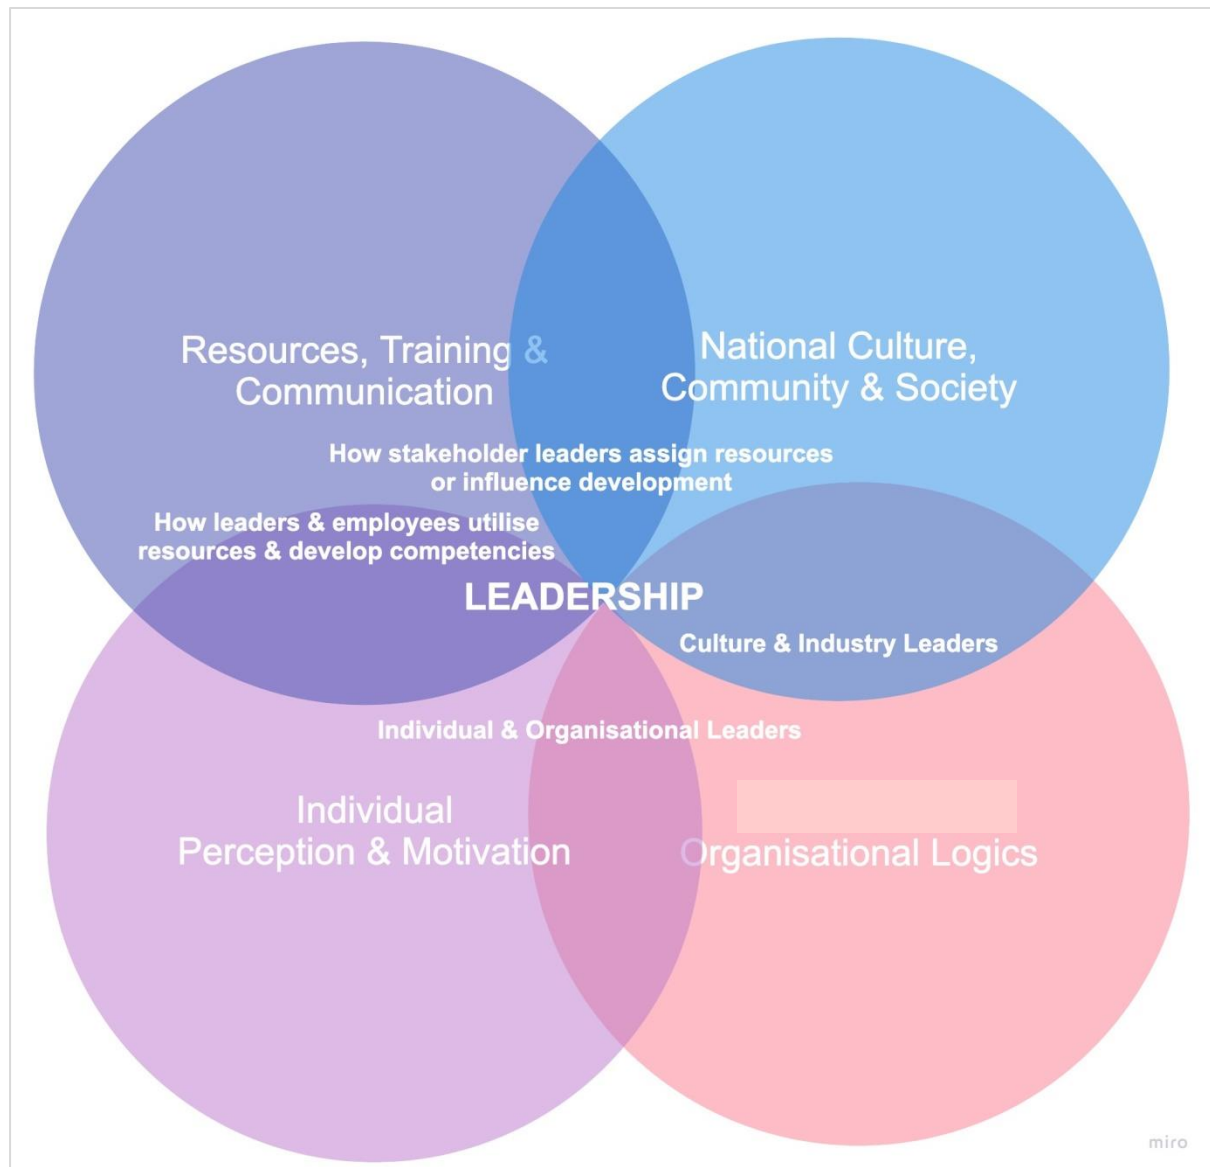 Resources, Training &
Communication
National Culture,
Community & Society
How stakeholder leaders assign resources
or influence development
How leaders & employees utilise
resources & develop competencies
LEADERSHIP
Culture & Industry Leaders
Individual & Organisational Leaders
Individual
Perception & Motivation
Organisational Logics
miro